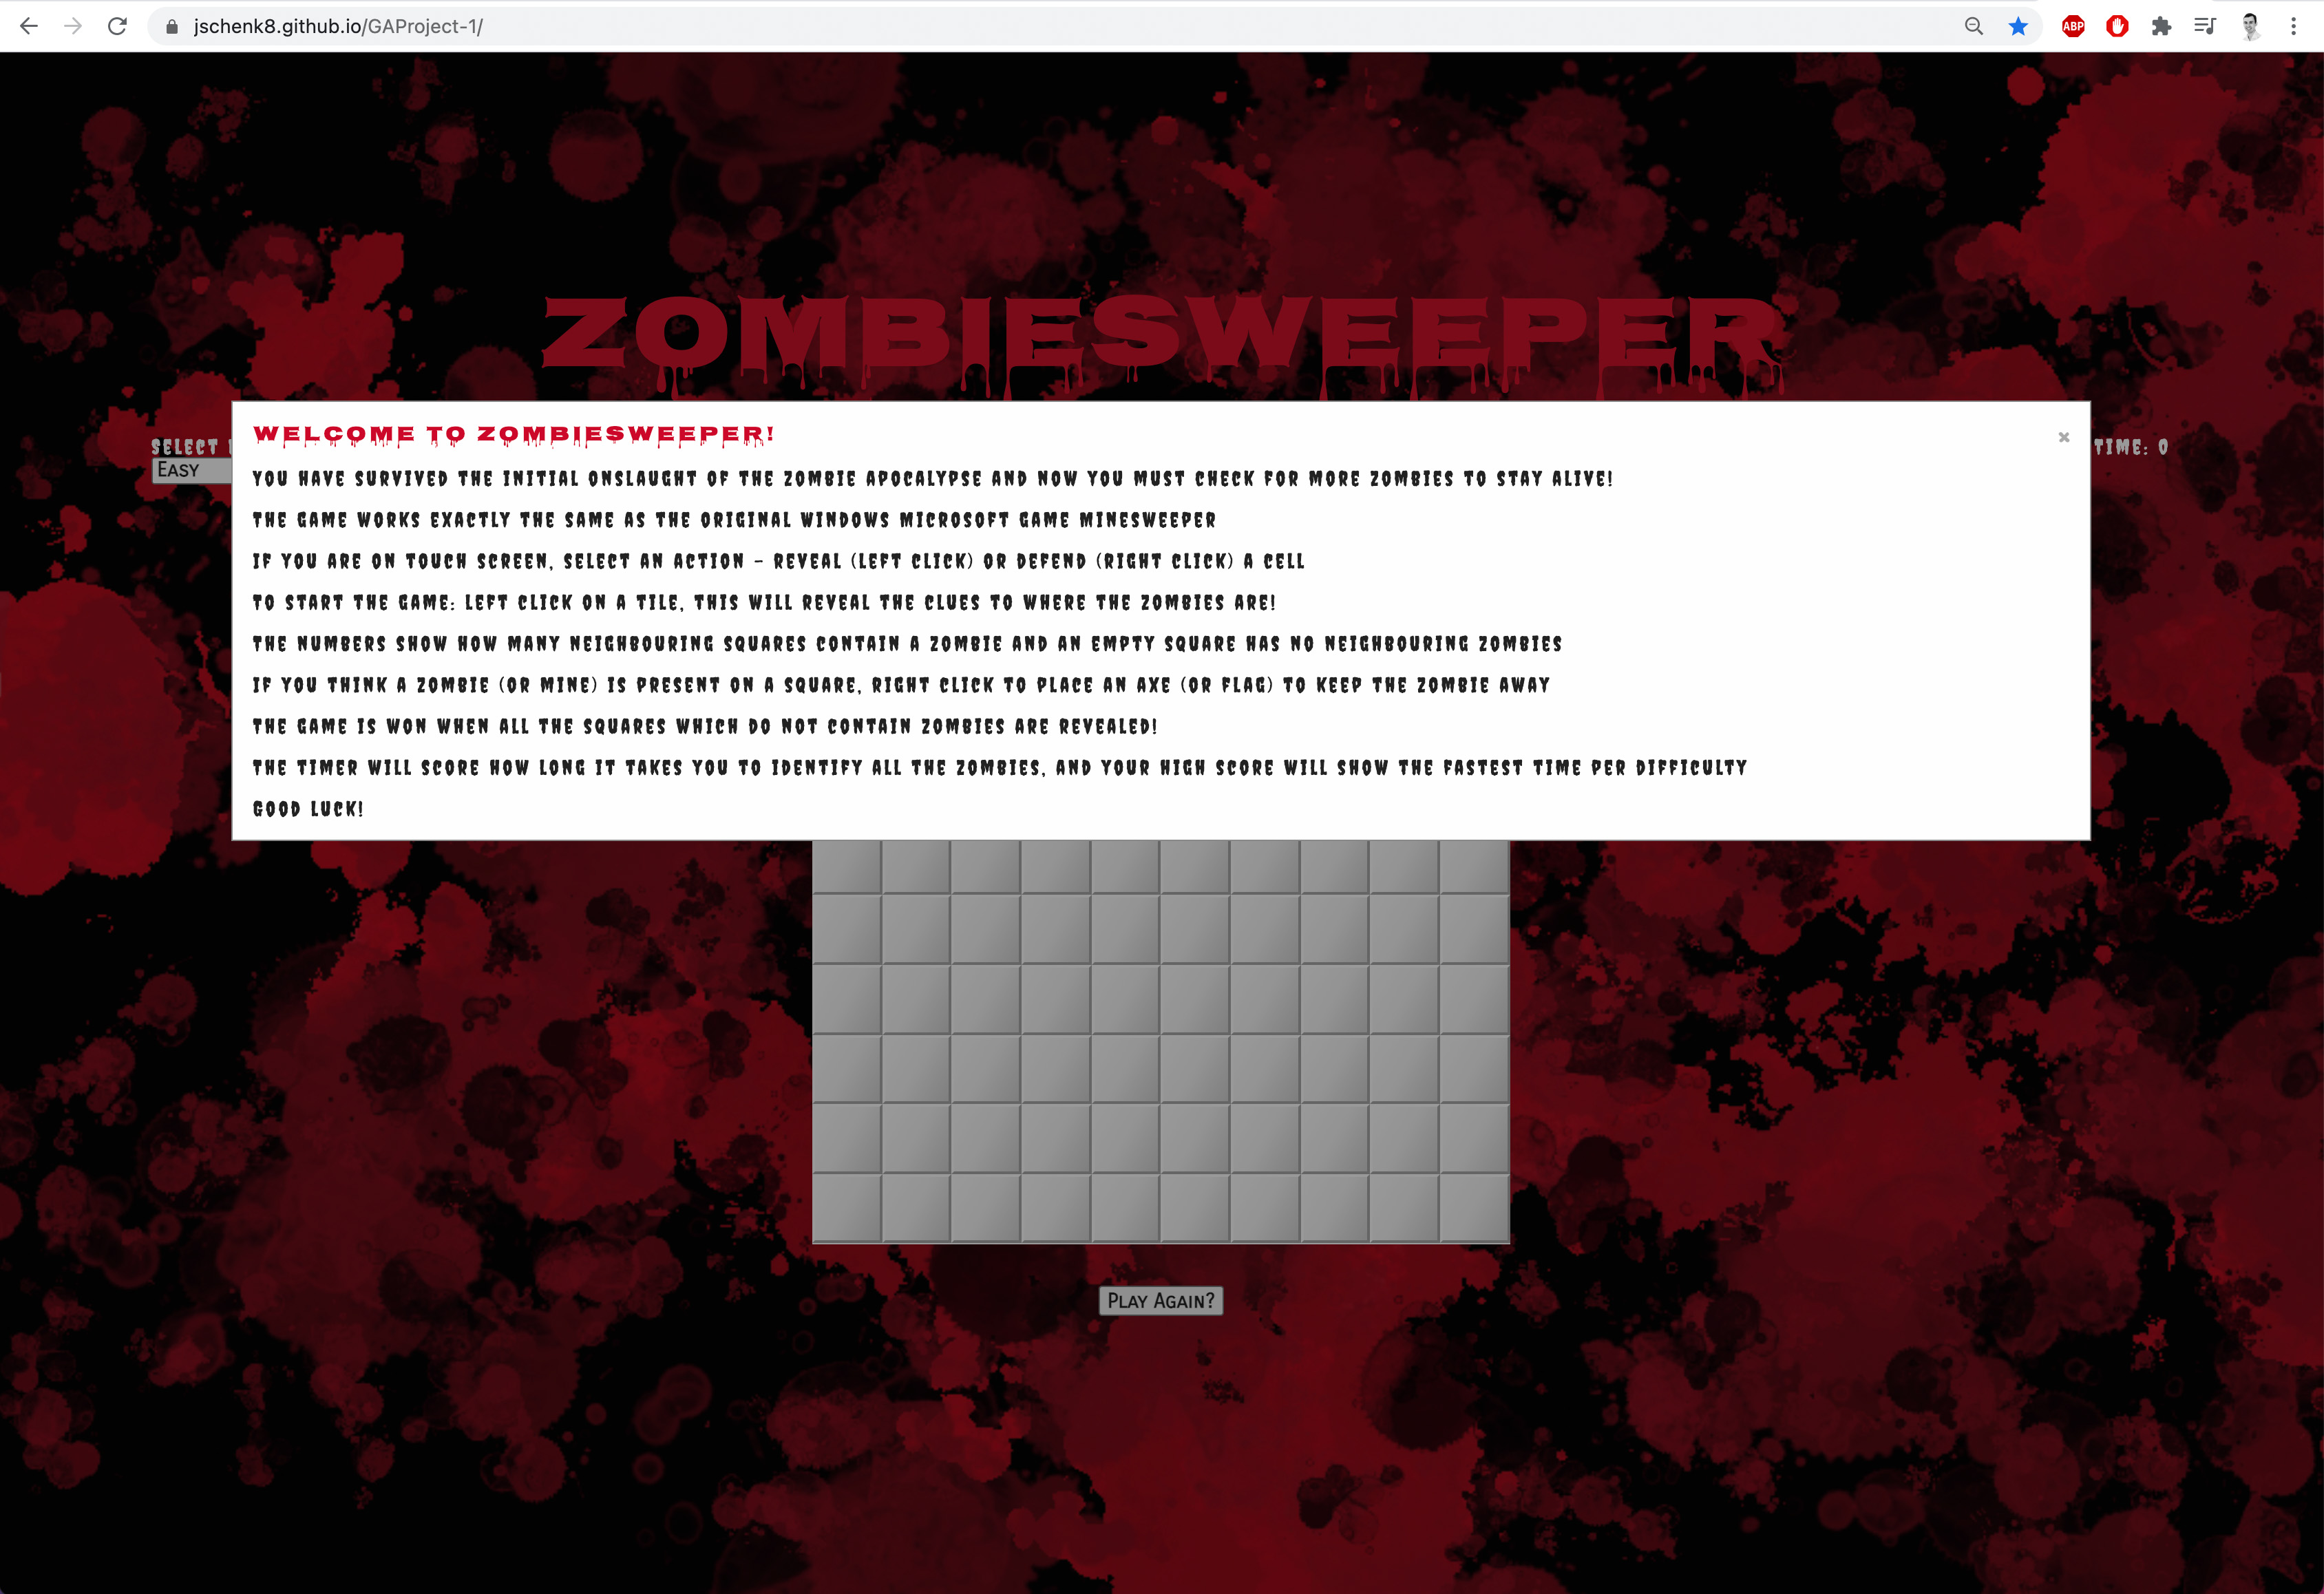 jschenk8.github.io/GAProject-1/
ABP
ZOMBIESWEEPER
SELECT
EASY
TIME: 0
WELCOME TO ZOMBIESWEEPER!
×
YOU HAVE SURVIVED THE INITIAL ONSLAUGHT OF THE ZOMBIE APOCALYPSE AND NOW YOU MUST CHECK FOR MORE ZOMBIES TO STAY ALIVE!
THE GAME WORKS EXACTLY THE SAME AS THE ORIGINAL WINDOWS MICROSOFT GAME MINESWEEPER
IF YOU ARE ON TOUCH SCREEN, SELECT AN ACTION - REVEAL (LEFT CLICK) OR DEFEND (RIGHT CLICK) A CELL
TO START THE GAME: LEFT CLICK ON A TILE, THIS WILL REVEAL THE CLUES TO WHERE THE ZOMBIES ARE!
THE NUMBERS SHOW HOW MANY NEIGHBOURING SQUARES CONTAIN A ZOMBIE AND AN EMPTY SQUARE HAS NO NEIGHBOURING ZOMBIES
IF YOU THINK A ZOMBIE (OR MINE) IS PRESENT ON A SQUARE, RIGHT CLICK TO PLACE AN AXE (OR FLAG) TO KEEP THE ZOMBIE AWAY
THE GAME IS WON WHEN ALL THE SQUARES WHICH DO NOT CONTAIN ZOMBIES ARE REVEALED!
THE TIMER WILL SCORE HOW LONG IT TAKES YOU TO IDENTIFY ALL THE ZOMBIES, AND YOUR HIGH SCORE WILL SHOW THE FASTEST TIME PER DIFFICULTY
GOOD LUCK!
PLAY AGAIN?